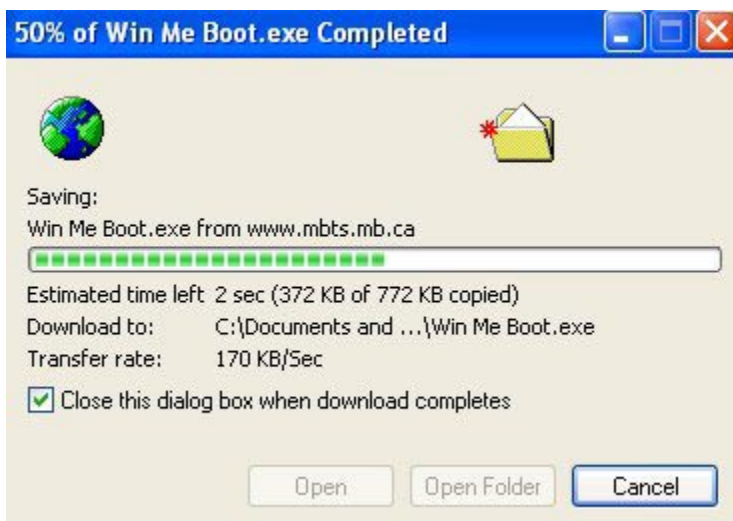 50% of Win Me Boot.exe Completed
Saving:
Win Me Boot.exe from www.mbts.mb.ca
Estimated time left 2 sec (372 KB of 772 KB copied)
Download to: C:\Documents and ...\Win Me Boot.exe
Transfer rate: 170 KB/Sec
Close this dialog box when download completes
Open Open Folder Cancel